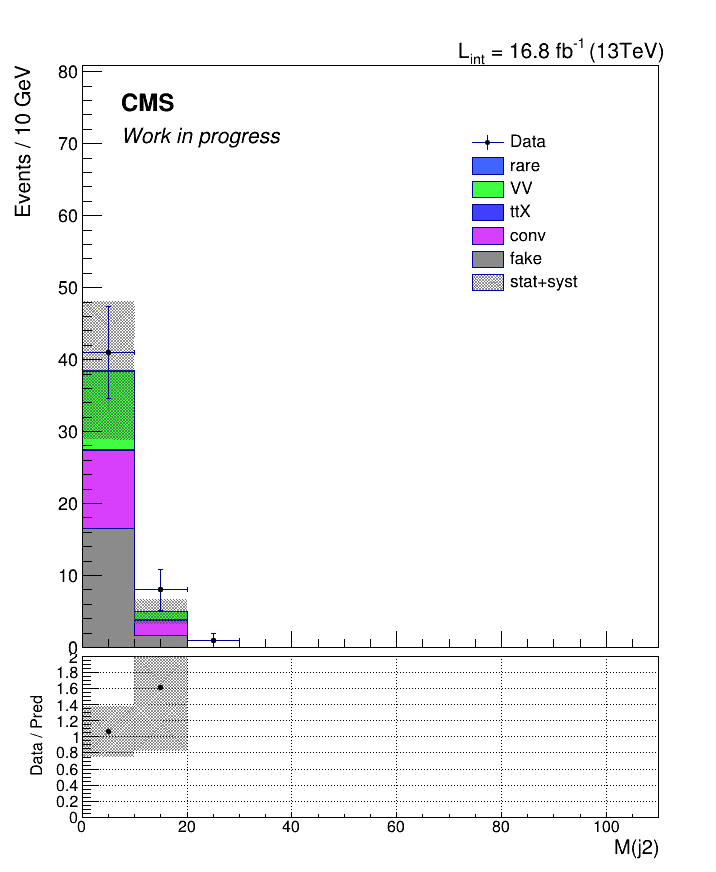 L_int = 16.8 fb^-1 (13TeV)
Events / 10 GeV
80
70
60
50
40
30
20
10
0
CMS
Work in progress
Data
rare
VV
ttX
conv
fake
stat+syst
Data / Pred
2
1.8
1.6
1.4
1.2
1
0.8
0.6
0.4
0.2
0
0 20 40 60 80 100
M(j2)